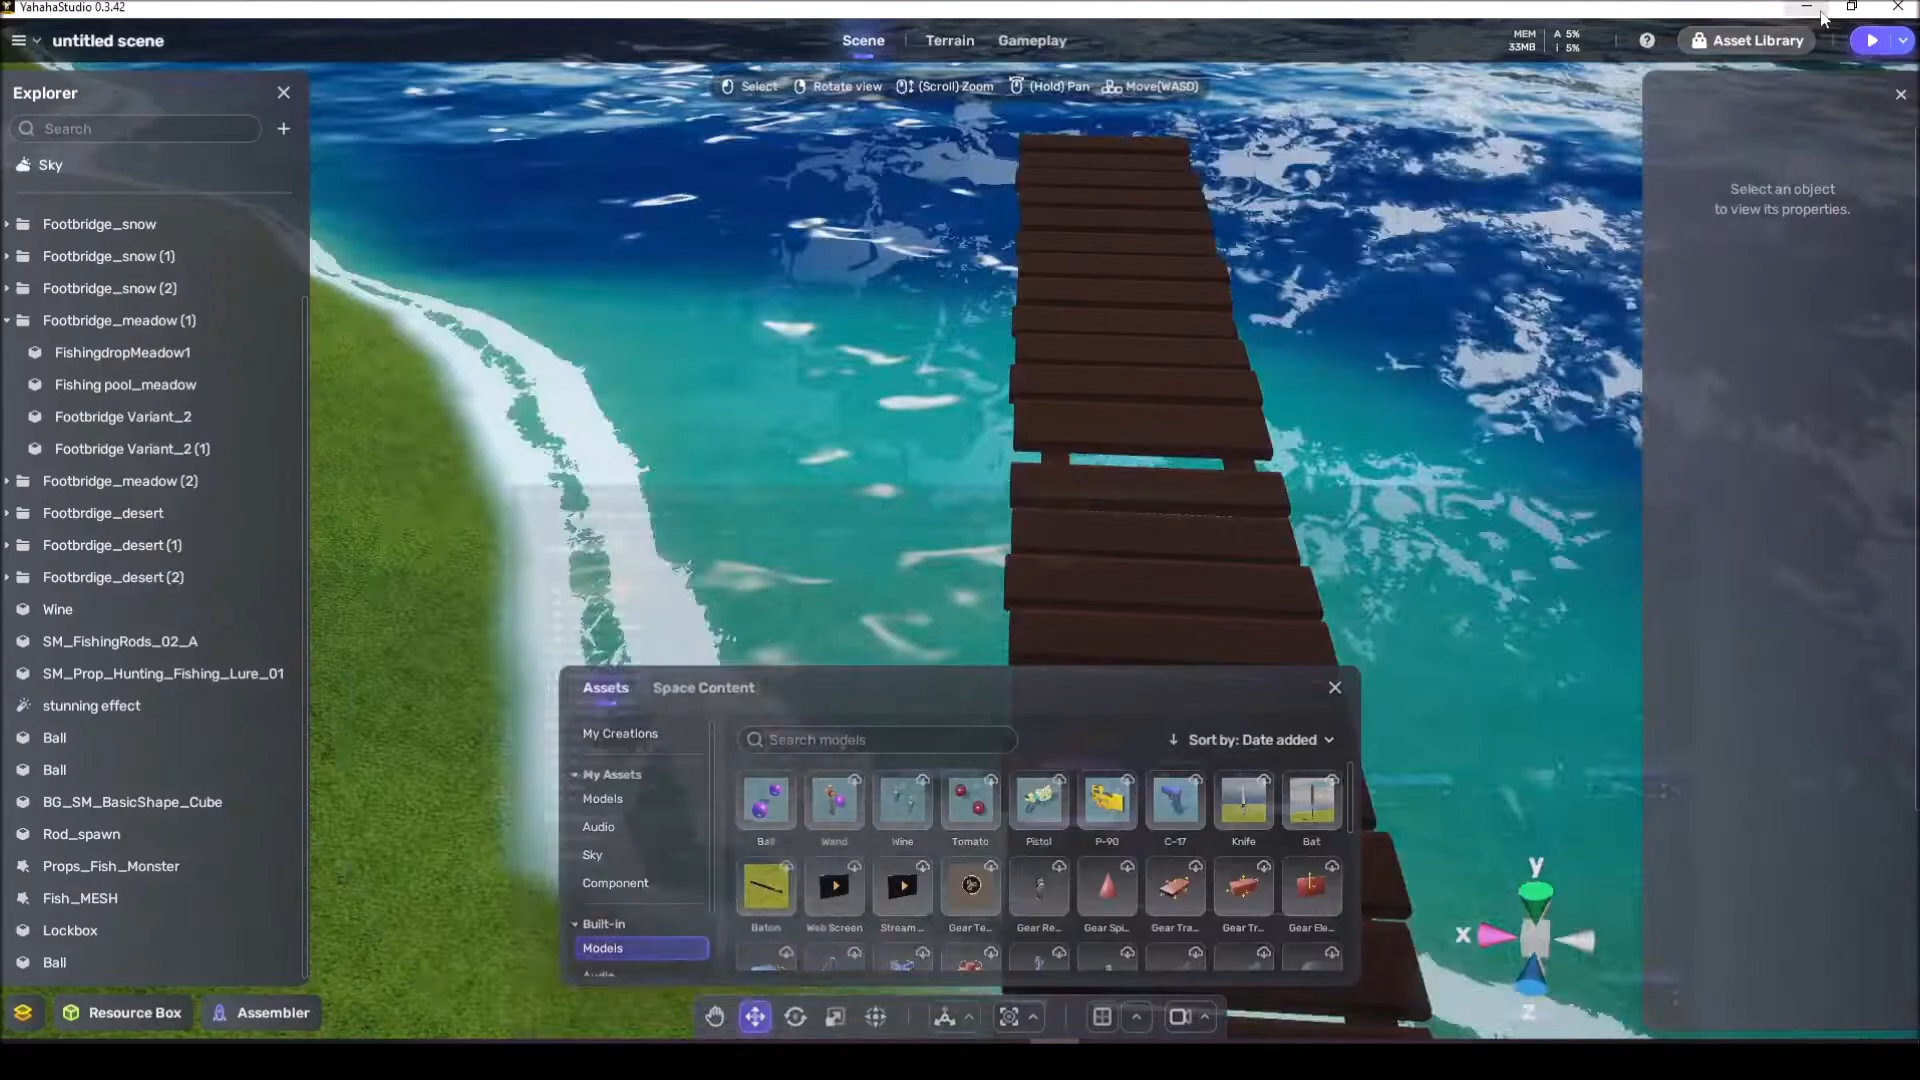 YahahaStudio 0.3.42
untitled scene
Scene
Terrain
Gameplay
MEM
33MB
A 5%
i 5%
Asset Library
Explorer
Search
Sky
Footbridge_snow
Footbridge_snow (1)
Footbridge_snow (2)
Footbridge_meadow (1)
FishingdropMeadow1
Fishing pool_meadow
Footbridge Variant_2
Footbridge Variant_2 (1)
Footbridge_meadow (2)
Footbrdige_desert
Footbrdige_desert (1)
Footbrdige_desert (2)
Wine
SM_FishingRods_02_A
SM_Prop_Hunting_Fishing_Lure_01
stunning effect
Ball
Ball
BG_SM_BasicShape_Cube
Rod_spawn
Props_Fish_Monster
Fish_MESH
Lockbox
Ball
Resource Box
Assembler
Select
Rotate view
(Scroll) Zoom
(Hold) Pan
Move(WASD)
Select an object
to view its properties.
Assets
Space Content
My Creations
My Assets
Models
Audio
Sky
Component
Built-in
Models
Audio
Search models
Sort by: Date added
Ball
Wand
Wine
Tomato
Pistol
P-90
C-17
Knife
Bat
Baton
Web Screen
Stream ...
Gear Te...
Gear Re...
Gear Spi...
Gear Tra...
Gear Tr...
Gear Ele...
y
X
Z